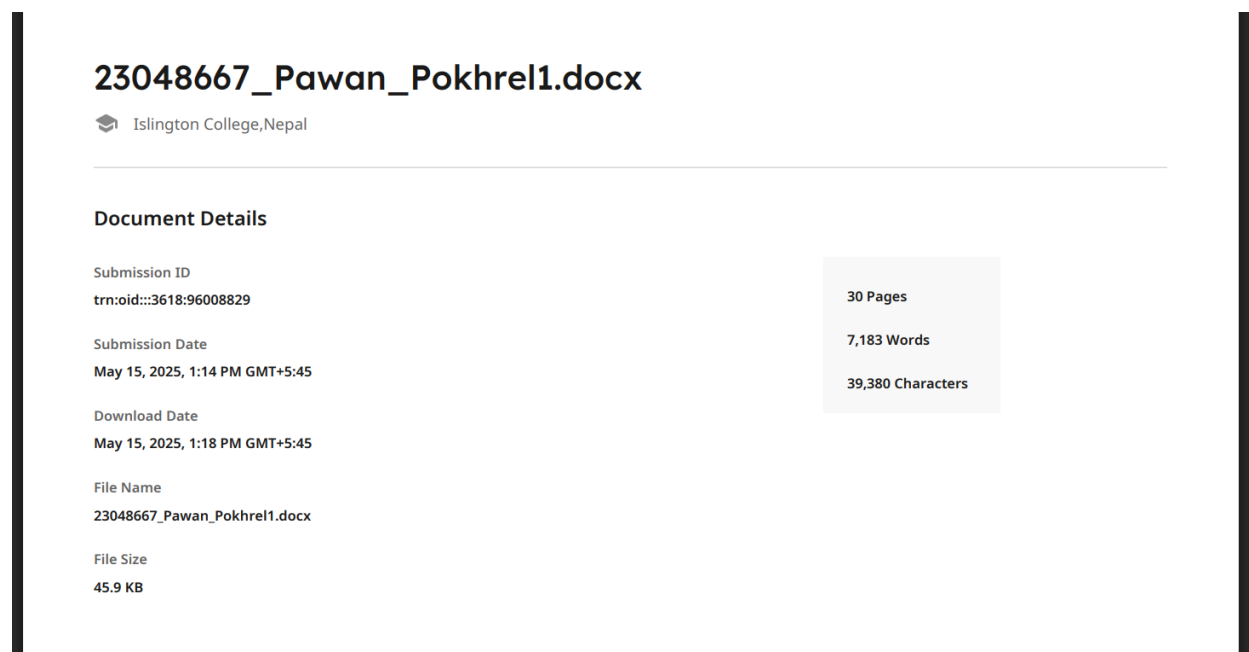 23048667_Pawan_Pokhrel1.docx
Islington College,Nepal
Document Details
Submission ID
trn:oid:::3618:96008829
Submission Date
May 15, 2025, 1:14 PM GMT+5:45
Download Date
May 15, 2025, 1:18 PM GMT+5:45
File Name
23048667_Pawan_Pokhrel1.docx
File Size
45.9 KB
30 Pages
7,183 Words
39,380 Characters